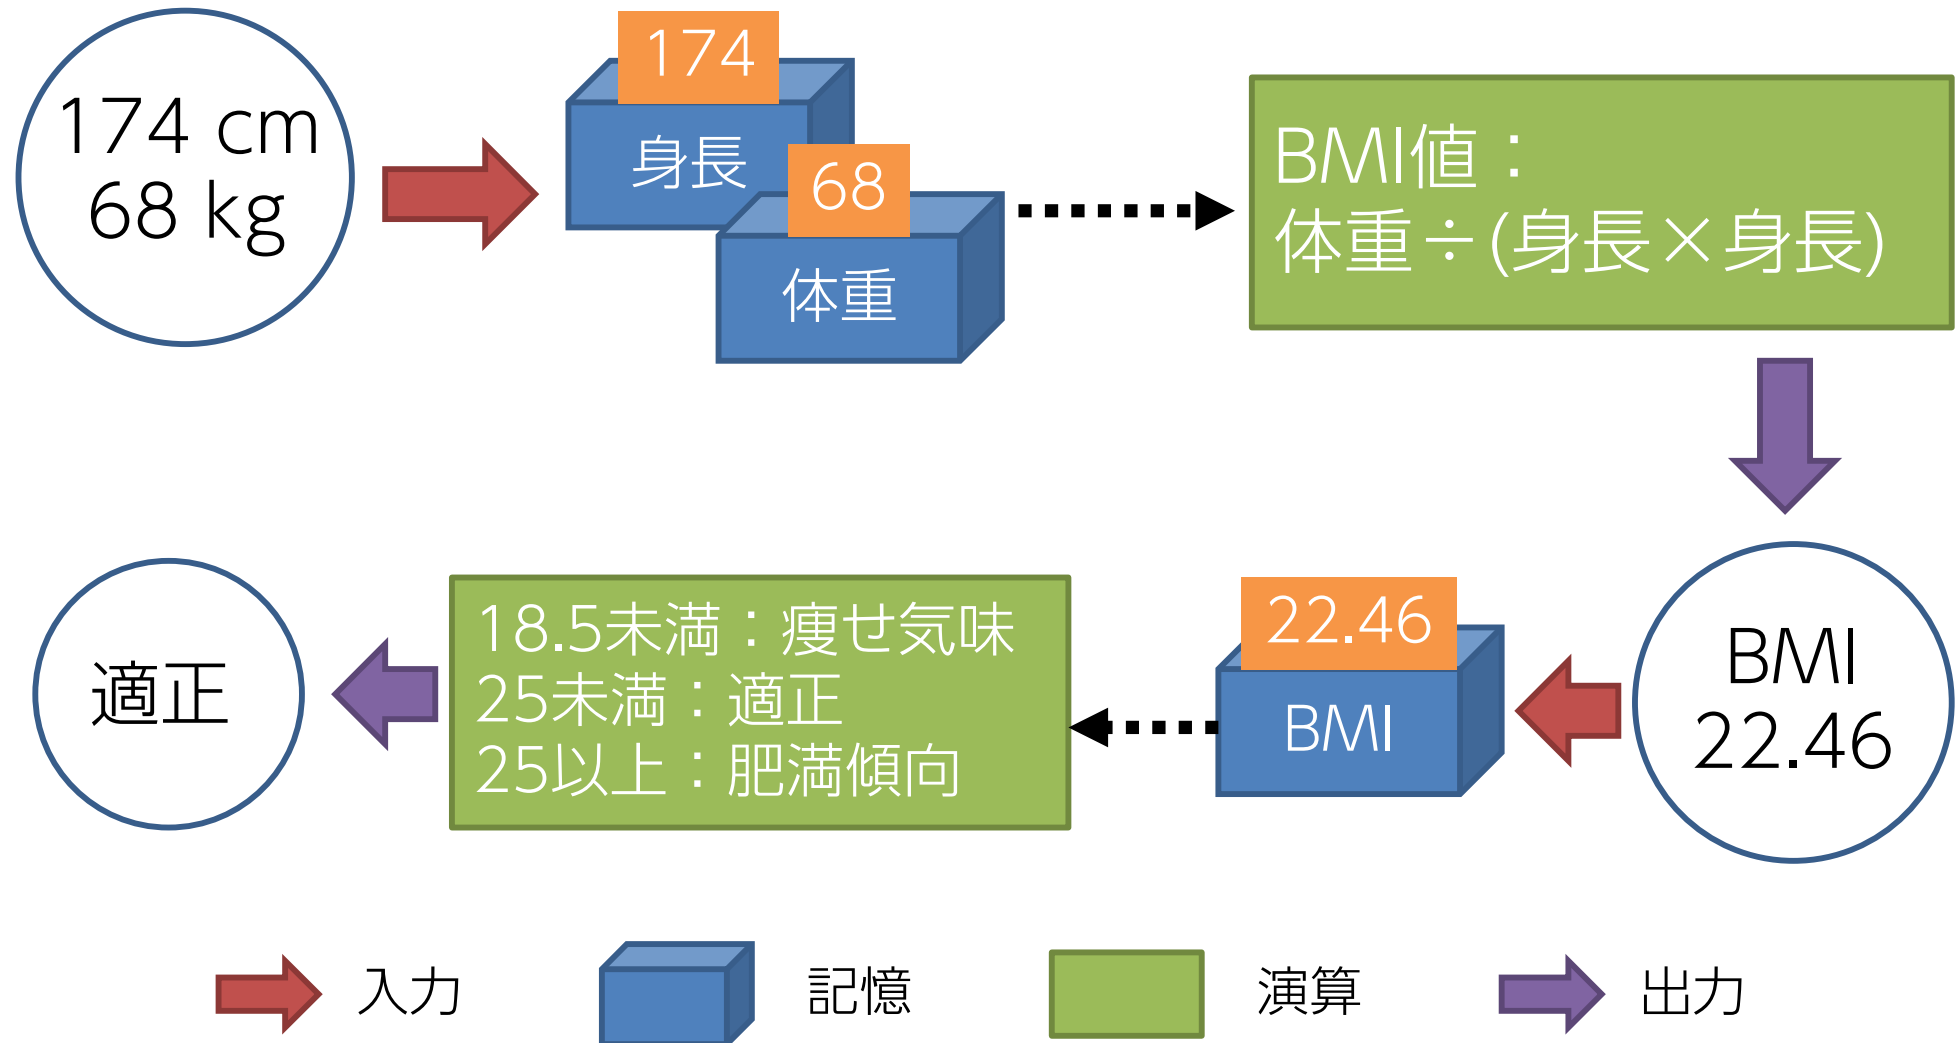 174 cm
68 kg
174
身長
68
体重
BMI値：
体重÷(身長×身長)
BMI
22.46
22.46
BMI
18.5未満：痩せ気味
25未満：適正
25以上：肥満傾向
適正
入力
記憶
演算
出力